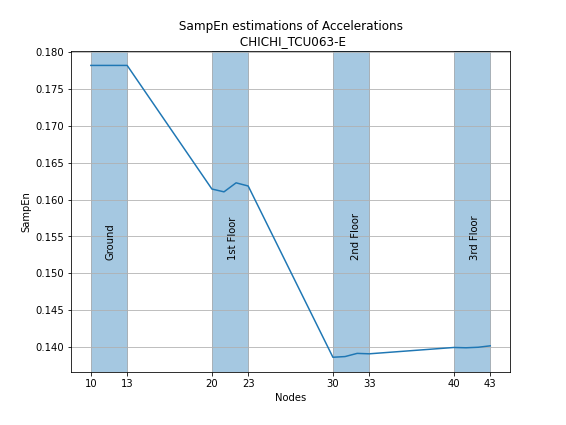 SampEn estimations of Accelerations
CHICHI_TCU063-E
0.180
0.175
0.170
0.165
0.160
0.155
0.150
0.145
0.140
SampEn
Ground
1st Floor
2nd Floor
3rd Floor
10 13 20 23 30 33 40 43
Nodes